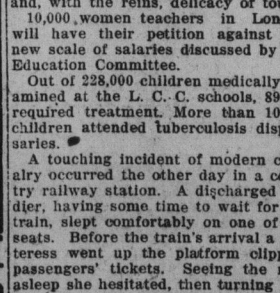 and, with the reins, delicacy of
10,000 women teachers in
will have their petition against
new scale of salaries discussed by
Education Committee.
Out of 228,000 children medically
amined at the L. C. C. schools, 89
required treatment. More than 10
children attended tuberculosis dis
saries.
A touching incident of modern c
alry occurred the other day in a c
try railway station. A discharged
dier, having some time to wait for
train, slept comfortably on one of
seats. Before the train's arrival a
teress went up the platform clip
passengers' tickets. Seeing the
asleep she hesitated, then turning